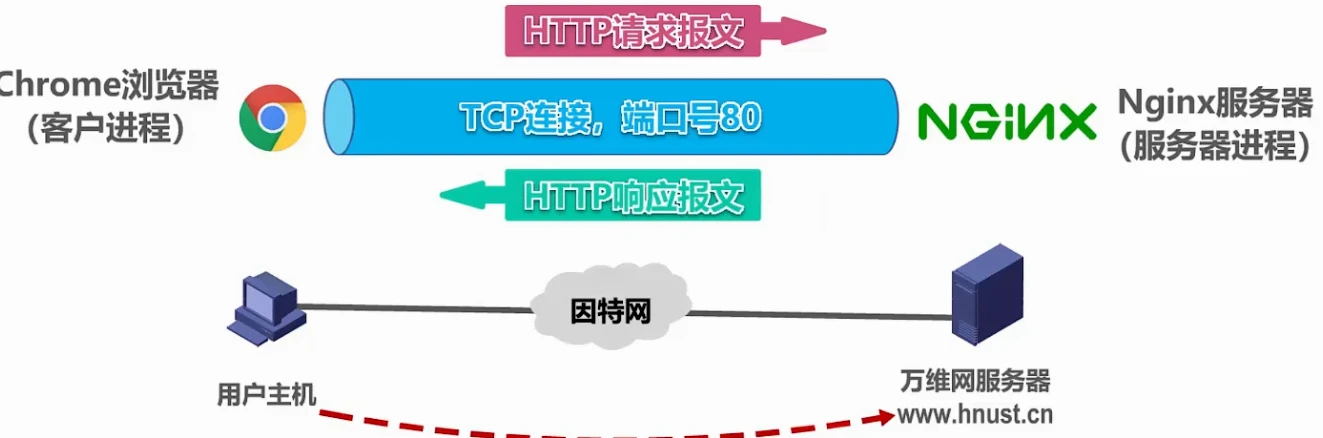 HTTP请求报文
Chrome浏览器
（客户进程）
TCP连接，端口号80
NGINX
Nginx服务器
（服务器进程）
HTTP响应报文
因特网
用户主机
万维网服务器
www.hnust.cn